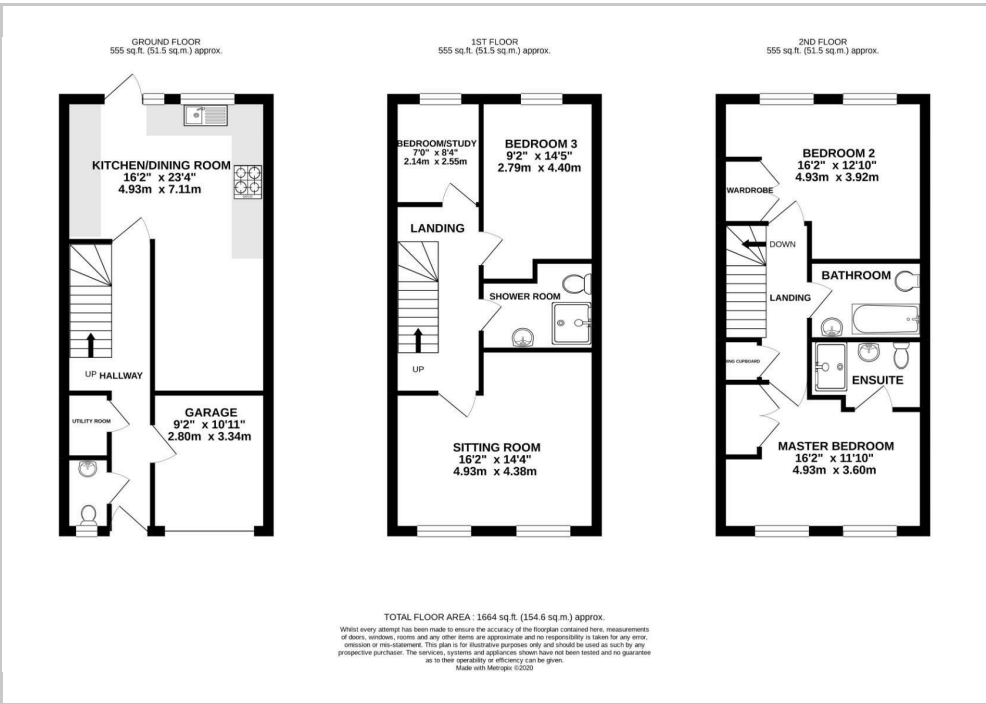 GROUND FLOOR
555 sq.ft. (51.5 sq.m.) approx.
KITCHEN/DINING ROOM
16'2" x 23'4"
4.93m x 7.11m
UP HALLWAY
UTILITY ROOM
GARAGE
9'2" x 10'11"
2.80m x 3.34m
1ST FLOOR
555 sq.ft. (51.5 sq.m.) approx.
BEDROOM/STUDY
7'0" x 8'4"
2.14m x 2.55m
BEDROOM 3
9'2" x 14'5"
2.79m x 4.40m
LANDING
SHOWER ROOM
UP
SITTING ROOM
16'2" x 14'4"
4.93m x 4.38m
2ND FLOOR
555 sq.ft. (51.5 sq.m.) approx.
BEDROOM 2
16'2" x 12'10"
4.93m x 3.92m
WARDROBE
DOWN
BATHROOM
LANDING
CUPBOARD
ENSUITE
MASTER BEDROOM
16'2" x 11'10"
4.93m x 3.60m
TOTAL FLOOR AREA : 1664 sq.ft. (154.6 sq.m.) approx.
Whilst every attempt has been made to ensure the accuracy of the floorplan contained here, measurements
of doors, windows, rooms and any other items are approximate and no responsibility is taken for any error,
omission or mis-statement. This plan is for illustrative purposes only and should be used as such by any
prospective purchaser. The services, systems and appliances shown have not been tested and no guarantee
as to their operability or efficiency can be given.
Made with Metropix ©2020